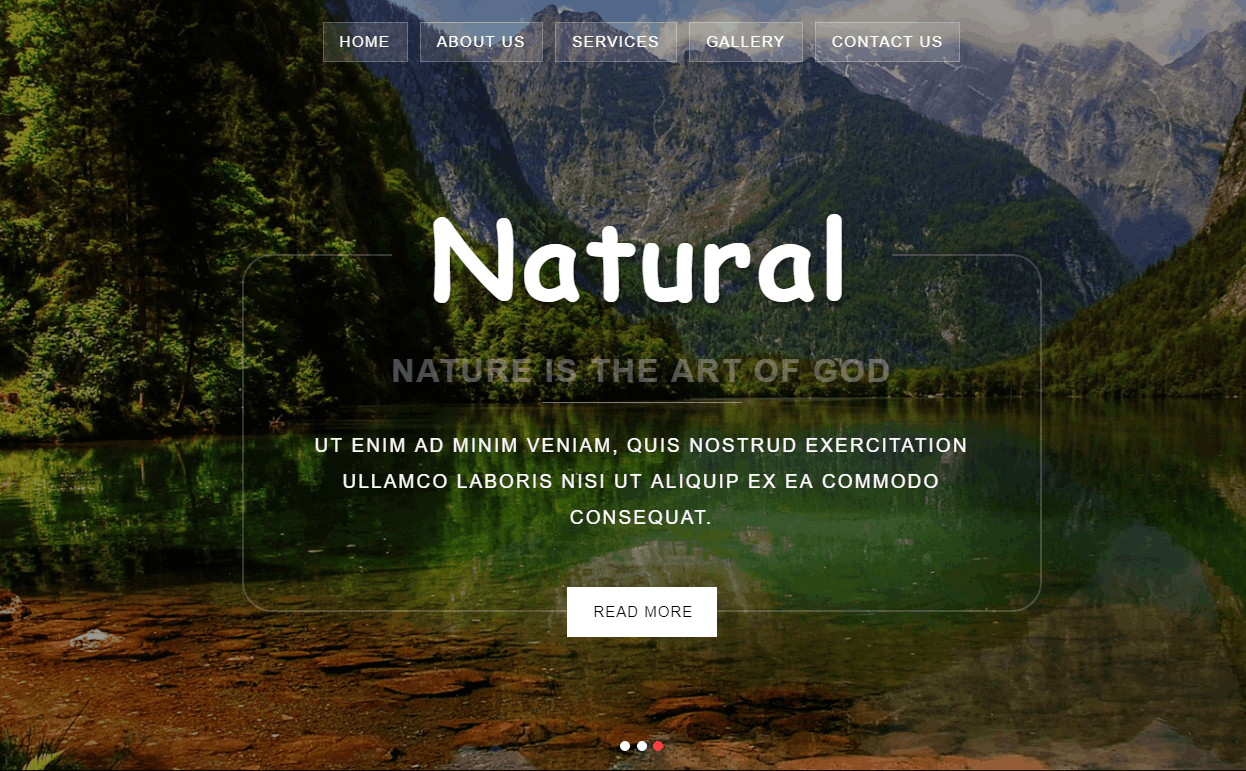 HOME ABOUT US SERVICES GALLERY CONTACT US
Natural
NATURE IS THE ART OF GOD
UT ENIM AD MINIM VENIAM, QUIS NOSTRUD EXERCITATION
ULLAMCO LABORIS NISI UT ALIQUIP EX EA COMMODO
CONSEQUAT.
READ MORE